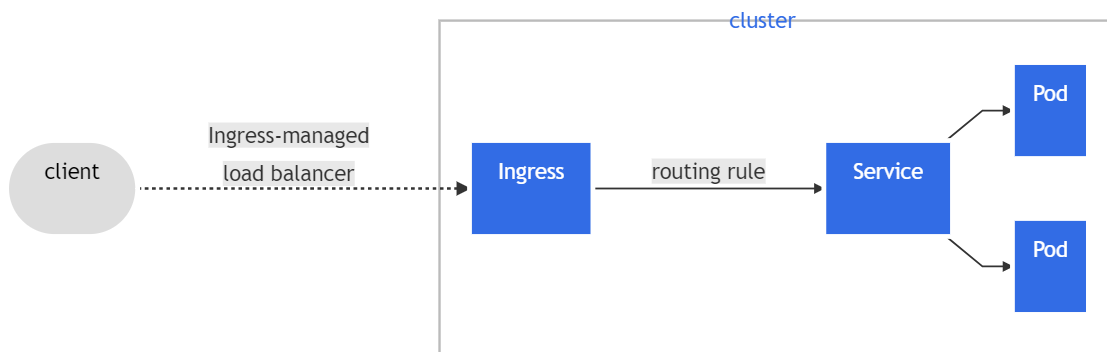 cluster
client
Ingress-managed
load balancer
Ingress
routing rule
Service
Pod
Pod